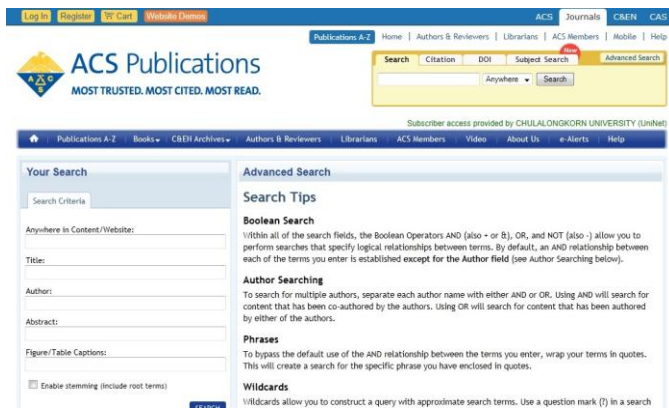 Log In Register Cart Website Demos
ACS Journals C&EN CAS
Publications A-Z Home | Authors & Reviewers | Librarians | ACS Members | Mobile | Help
ACS Publications
MOST TRUSTED. MOST CITED. MOST READ.
New
Search Citation DOI Subject Search Advanced Search
Anywhere Search
Subscriber access provided by CHULALONGKORN UNIVERSITY (UniNet)
Publications A-Z Books C&EN Archives Authors & Reviewers Librarians ACS Members Video About Us e-Alerts Help
Your Search
Search Criteria
Anywhere in Content/Website:
Title:
Author:
Abstract:
Figure/Table Captions:
Enable stemming (include root terms)
SEARCH
Advanced Search
Search Tips
Boolean Search
Within all of the search fields, the Boolean Operators AND (also + or &), OR, and NOT (also -) allow you to
perform searches that specify logical relationships between terms. By default, an AND relationship between
each of the terms you enter is established except for the Author field (see Author Searching below).
Author Searching
To search for multiple authors, separate each author name with either AND or OR. Using AND will search for
content that has been co-authored by the authors. Using OR will search for content that has been authored
by either of the authors.
Phrases
To bypass the default use of the AND relationship between the terms you enter, wrap your terms in quotes.
This will create a search for the specific phrase you have enclosed in quotes.
Wildcards
Wildcards allow you to construct a query with approximate search terms. Use a question mark (?) in a search